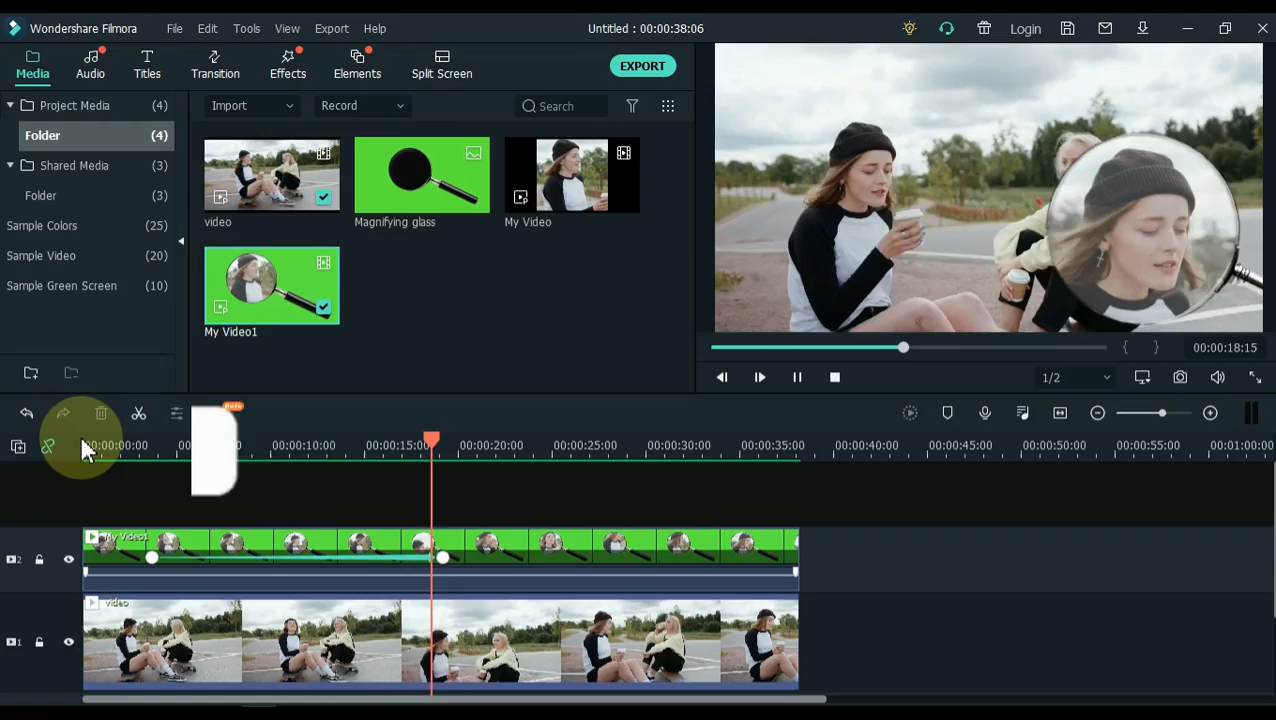 Wondershare Filmora File Edit Tools View Export Help Untitled : 00:00:38:06 Login
Media Audio Titles Transition Effects Elements Split Screen EXPORT
Project Media (4) Import Record Search
Folder (4)
Shared Media (3)
Folder (3)
Sample Colors (25)
Sample Video (20)
Sample Green Screen (10)
video Magnifying glass My Video
My Video1
00:00:18:15
1/2
Beta
00:00:00:00 00:00:10:00 00:00:15:00 00:00:20:00 00:00:25:00 00:00:30:00 00:00:35:00 00:00:40:00 00:00:45:00 00:00:50:00 00:00:55:00 00:01:00:00
My Video1
2
video
1